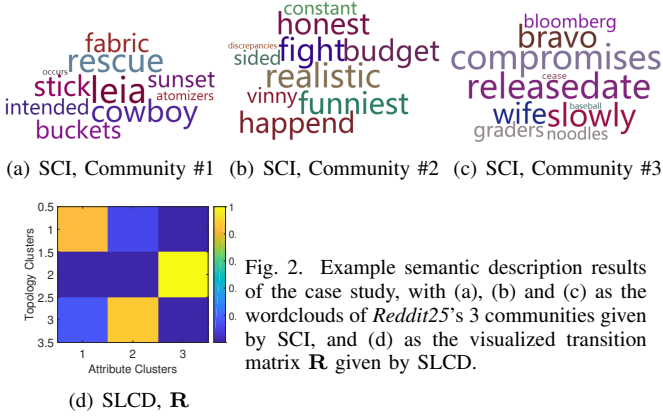 fabric
rescue
occurs
stick leia sunset
atomizers
intended cowboy
buckets
(a) SCI, Community #1
constant
honest
discrepancies fight budget
sided
realistic
vinny funniest
happend
(b) SCI, Community #2
bloomberg
bravo
compromises
cease
releasedate
baseball
wife slowly
graders noodles
(c) SCI, Community #3
0.5
1
1.5
2
2.5
3
3.5
Topology Clusters
1 2 3
Attribute Clusters
1
(d) SLCD, R
Fig. 2. Example semantic description results
of the case study, with (a), (b) and (c) as the
wordclouds of Reddit25's 3 communities given
by SCI, and (d) as the visualized transition
matrix R given by SLCD.